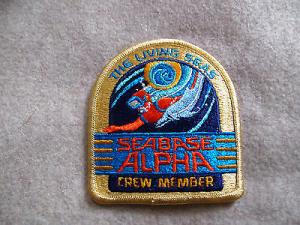 THE LIVING SEAS
SEABASE
ALPHA
CREW MEMBER